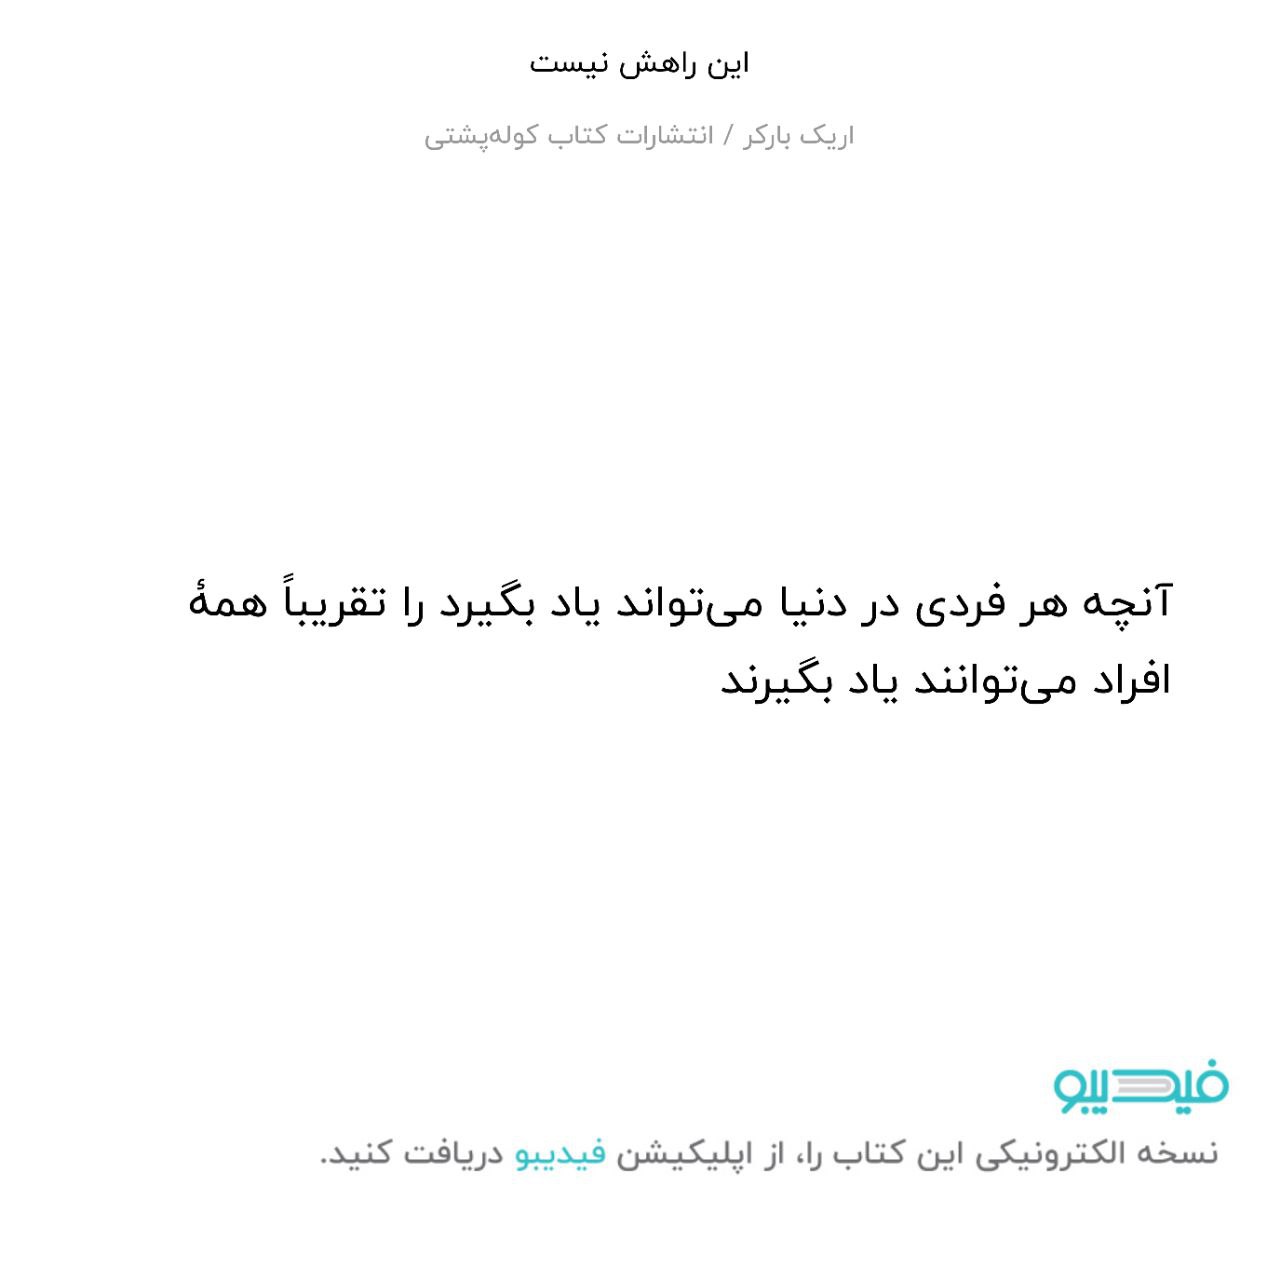 این راهش نیست
اریک بارکر / انتشارات کتاب کوله‌پشتی
آنچه هر فردی در دنیا می‌تواند یاد بگیرد را تقریباً همهٔ
افراد می‌توانند یاد بگیرند
فیدیبو
نسخه الکترونیکی این کتاب را، از اپلیکیشن فیدیبو دریافت کنید.